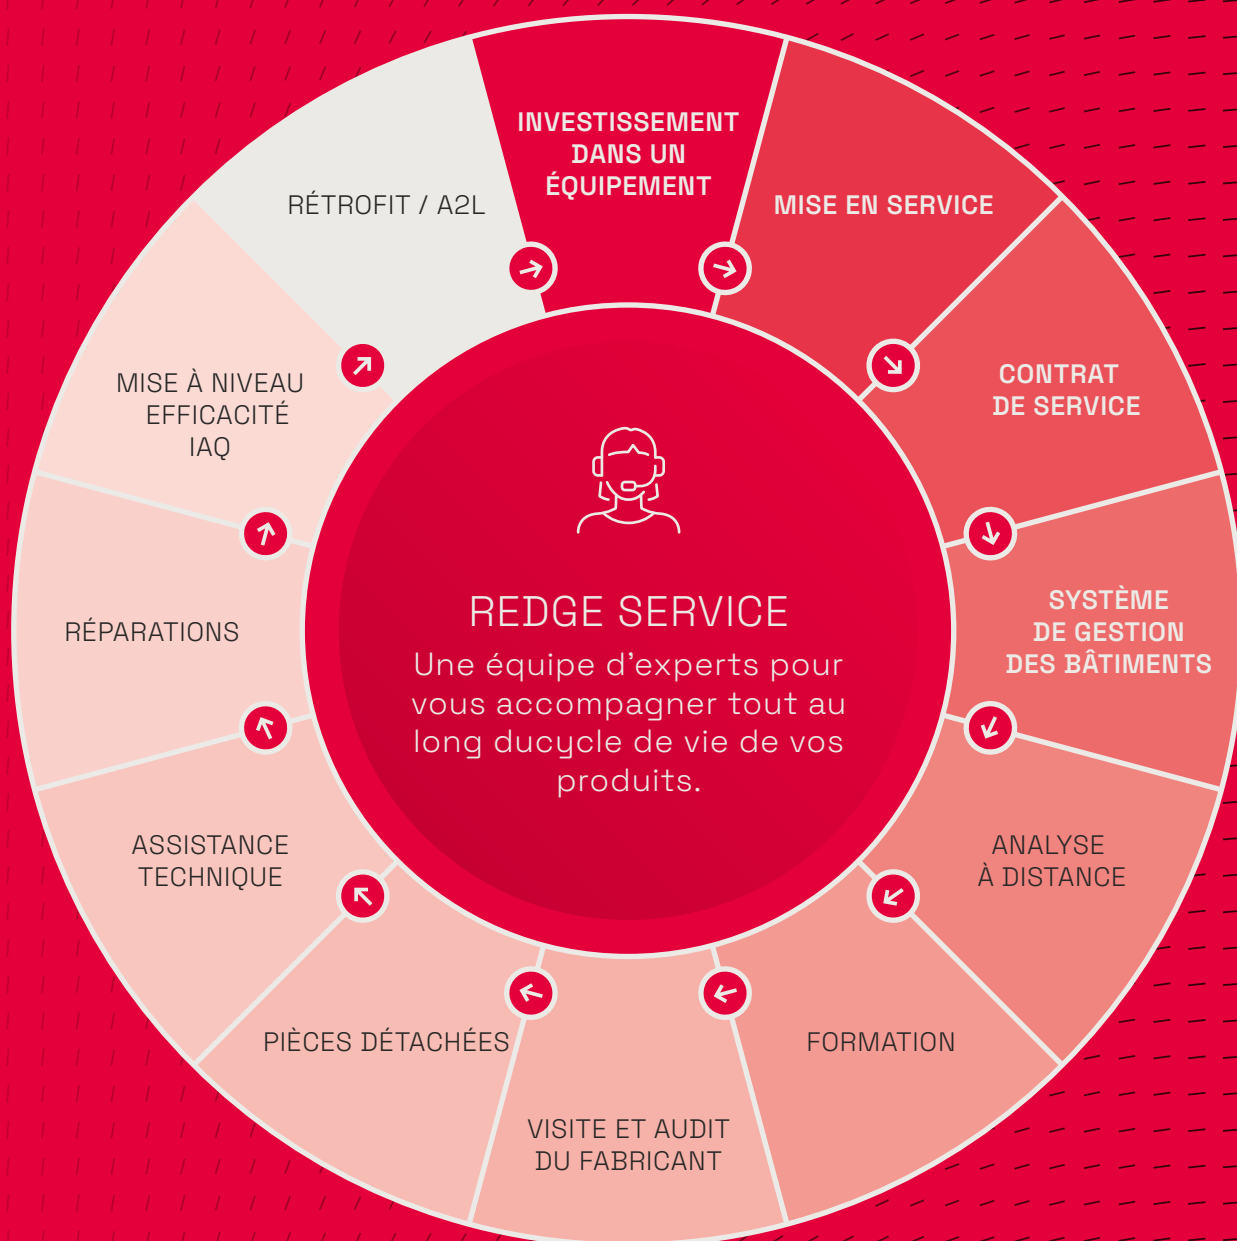 INVESTISSEMENT
DANS UN
ÉQUIPEMENT
MISE EN SERVICE
CONTRAT
DE SERVICE
SYSTÈME
DE GESTION
DES BÂTIMENTS
ANALYSE
À DISTANCE
FORMATION
VISITE ET AUDIT
DU FABRICANT
PIÈCES DÉTACHÉES
ASSISTANCE
TECHNIQUE
RÉPARATIONS
MISE À NIVEAU
EFFICACITÉ
IAQ
RÉTROFIT / A2L
REDGE SERVICE
Une équipe d'experts pour
vous accompagner tout au
long ducycle de vie de vos
produits.